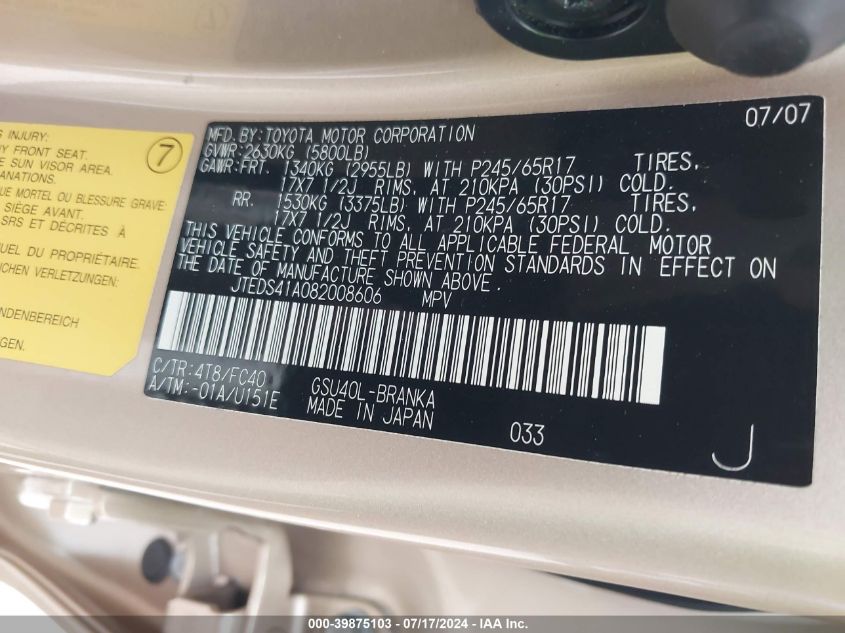 S INJURY:
Y FRONT SEAT.
SUN VISOR AREA.
ANATIONS.
QUE MORTEL OU BLESSURE GRAVE:
SIÈGE AVANT.
SRS ET DÉCRITES À
UEL DU PROPRIÉTAIRE.
ICHEN VERLETZUNGEN:
NDENBEREICH
GEN.
7
07/07
MFD. BY: TOYOTA MOTOR CORPORATION
GVWR: 2630KG (5800LB)
GAWR: FRT. 1340KG (2955LB) WITH P245/65R17 TIRES,
17X7 1/2J RIMS, AT 210KPA (30PSI) COLD.
RR. 1530KG (3375LB) WITH P245/65R17 TIRES,
17X7 1/2J RIMS, AT 210KPA (30PSI) COLD.
THIS VEHICLE CONFORMS TO ALL APPLICABLE FEDERAL MOTOR
VEHICLE SAFETY AND THEFT PREVENTION STANDARDS IN EFFECT ON
THE DATE OF MANUFACTURE SHOWN ABOVE.
JTEDS41A082008606 MPV
C/TR: 4T8/FC40
A/TM: -01A/U151E
GSU40L-BRANKA
MADE IN JAPAN
033
J
000-39875103 - 07/17/2024 - IAA Inc.